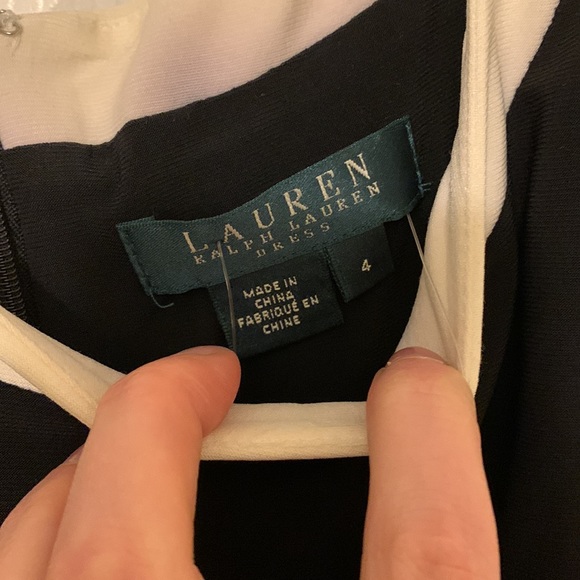 LAUREN
RALPH LAUREN
DRESS
4
MADE IN
CHINA
FABRIQUÉ EN
CHINE